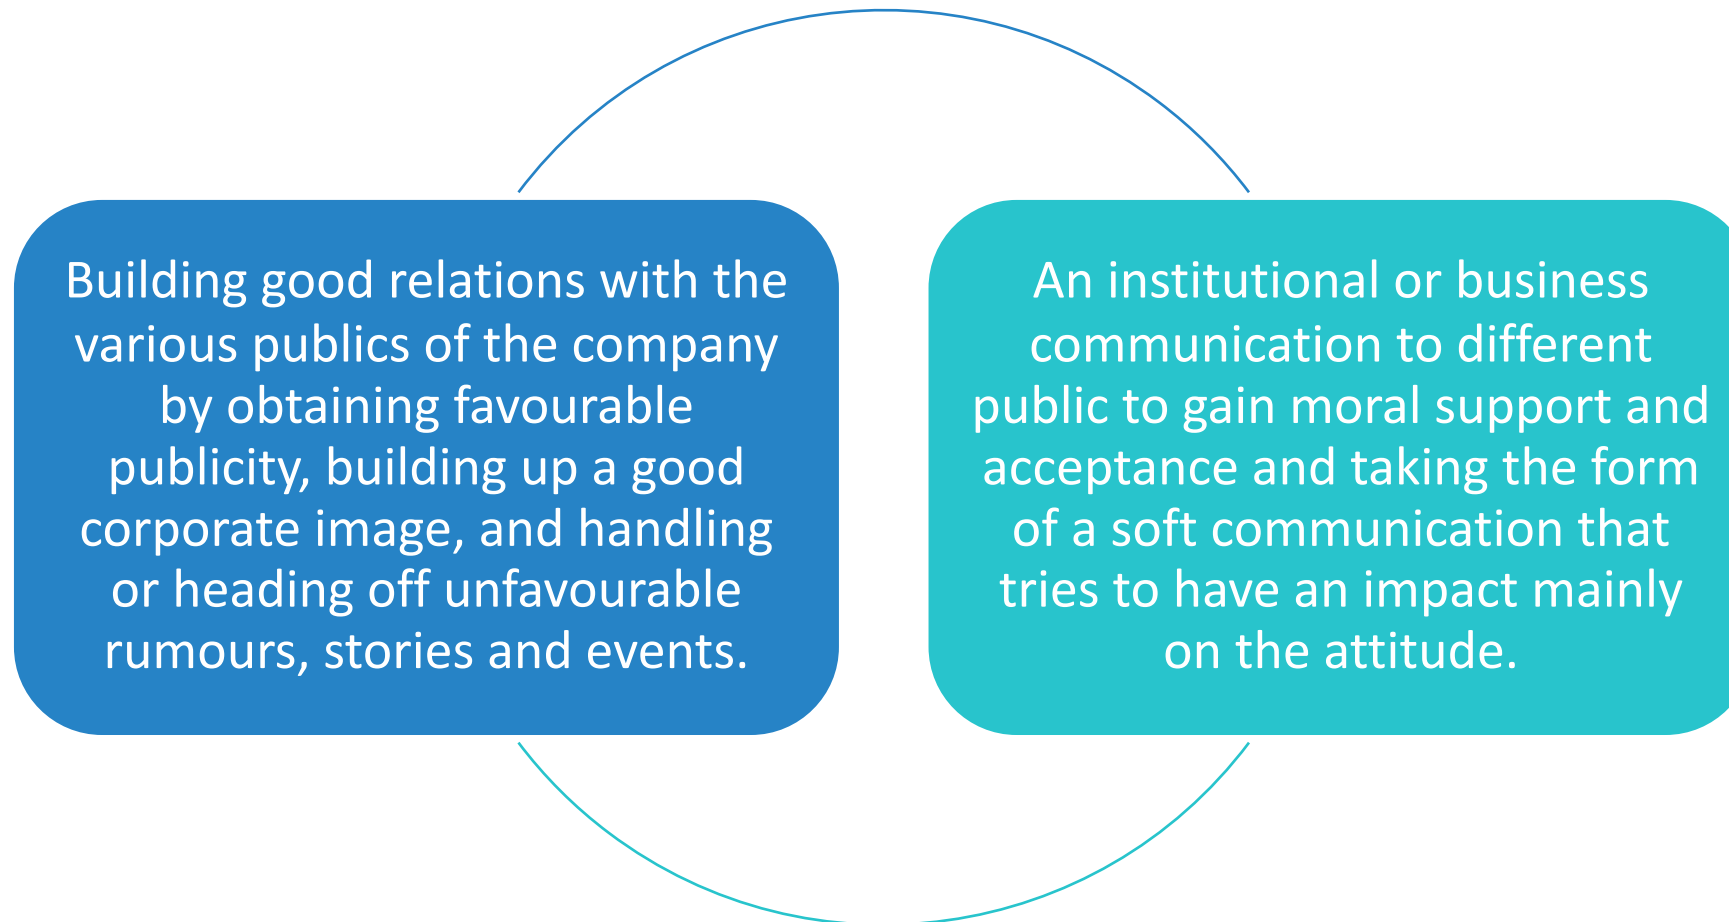 Building good relations with the
various publics of the company
by obtaining favourable
publicity, building up a good
corporate image, and handling
or heading off unfavourable
rumours, stories and events.
An institutional or business
communication to different
public to gain moral support and
acceptance and taking the form
of a soft communication that
tries to have an impact mainly
on the attitude.